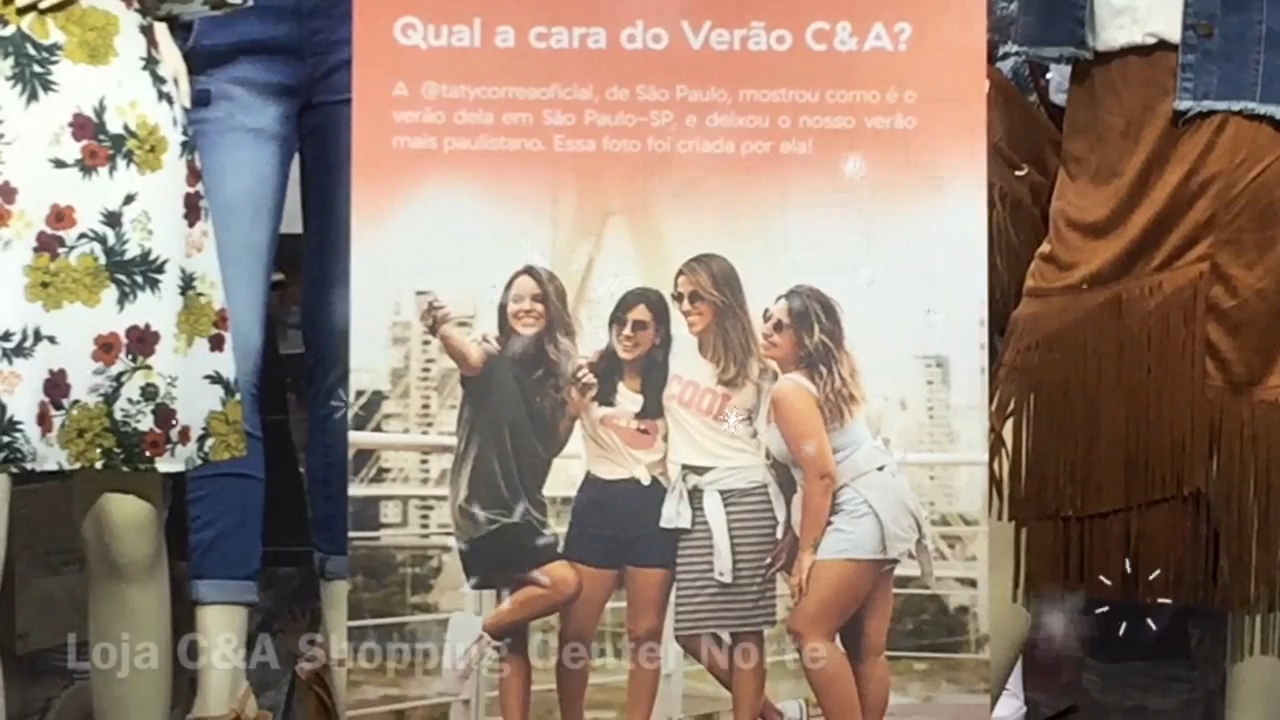 Qual a cara do Verão C&A?
A @tatycorreaoficial, de São Paulo, mostrou como é o
verão dela em São Paulo-SP, e deixou o nosso verão
mais paulistano. Essa foto foi criada por ela!
COOL
Loja C&A Shopping Center Norte